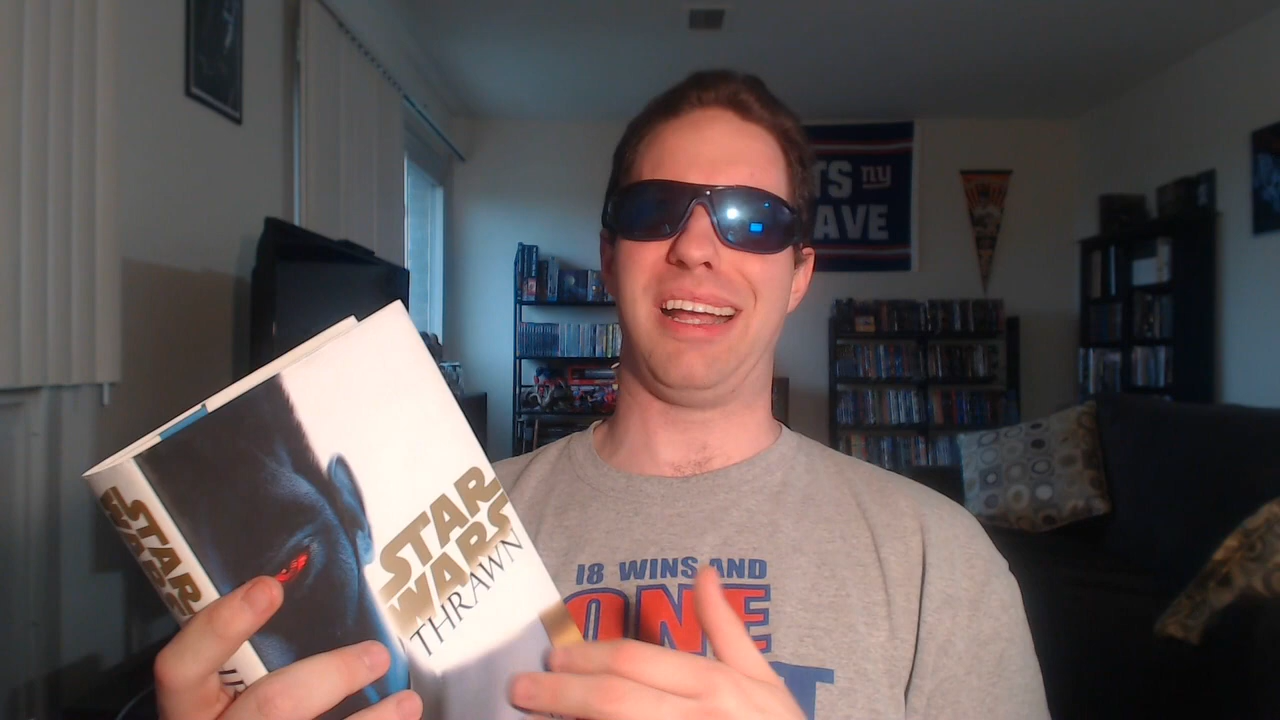 TS ny
AVE
STAR
WARS
THRAWN
STAR
WARS
18 WINS AND
ONE